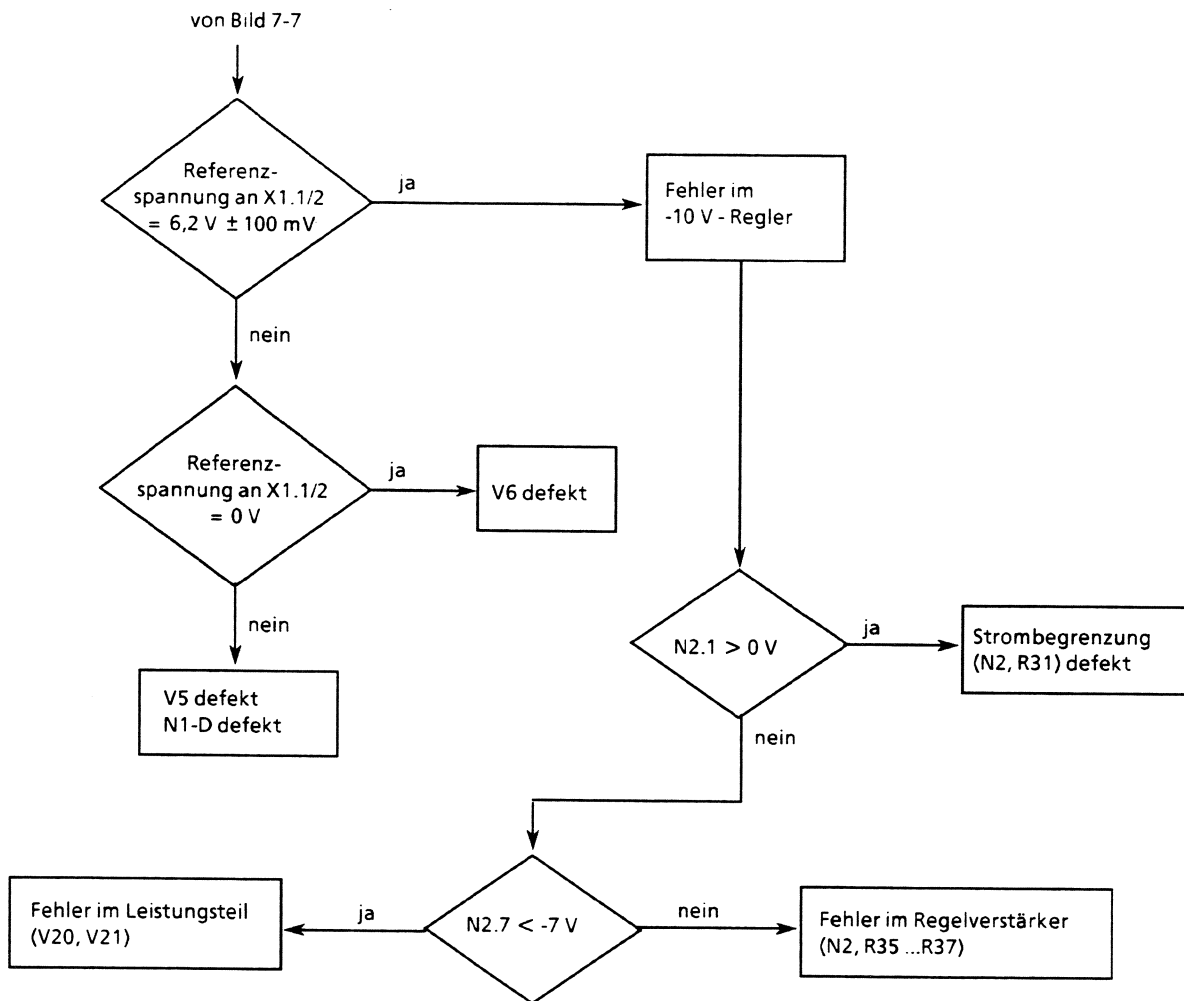 von Bild 7-7
Referenz-
spannung an X1.1/2
= 6,2 V ± 100 mV
ja
Fehler im
-10 V - Regler
nein
Referenz-
spannung an X1.1/2
= 0 V
ja
V6 defekt
nein
V5 defekt
N1-D defekt
N2.1 > 0 V
ja
Strombegrenzung
(N2, R31) defekt
nein
N2.7 < -7 V
ja
Fehler im Leistungsteil
(V20, V21)
nein
Fehler im Regelverstärker
(N2, R35 ...R37)